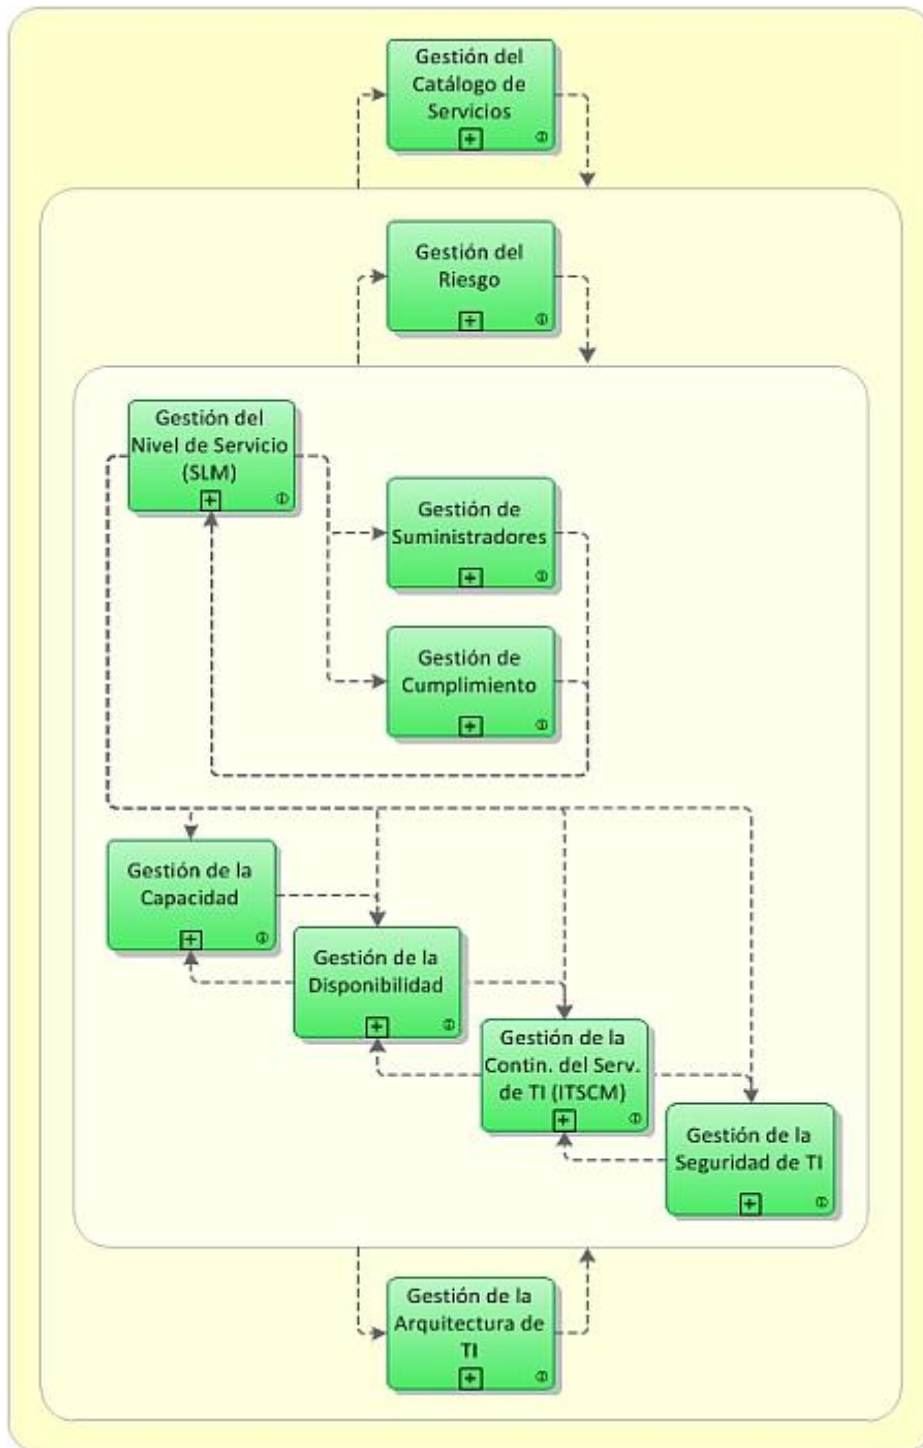 Gestión del
Catálogo de
Servicios
Gestión del
Riesgo
Gestión del
Nivel de Servicio
(SLM)
Gestión de
Suministradores
Gestión de
Cumplimiento
Gestión de la
Capacidad
Gestión de la
Disponibilidad
Gestión de la
Contin. del Serv.
de TI (ITSCM)
Gestión de la
Seguridad de TI
Gestión de la
Arquitectura de
TI